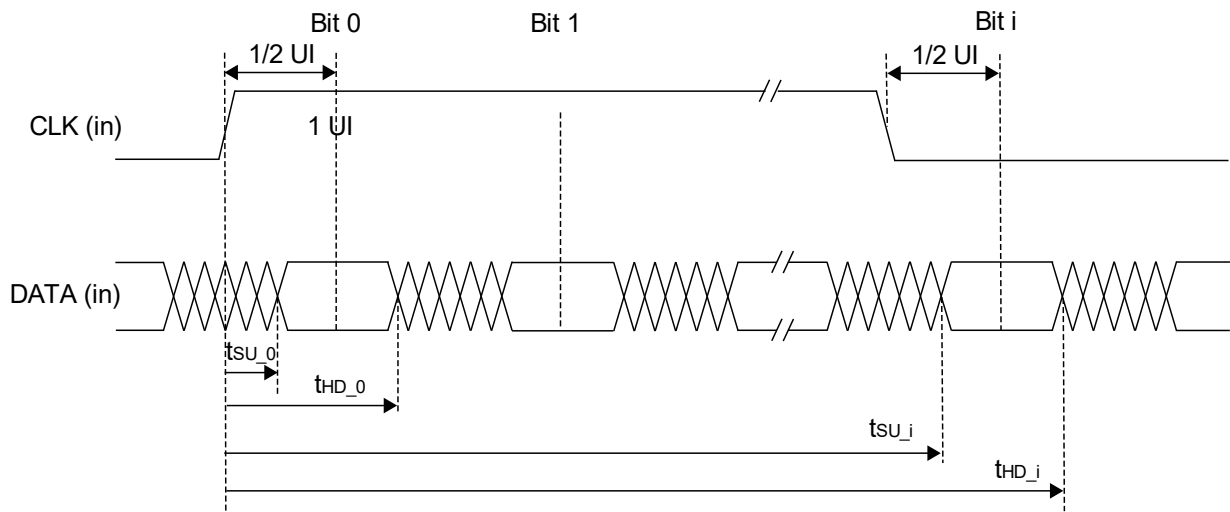 Bit 0 Bit 1 Bit i
1/2 UI 1/2 UI
CLK (in)
1 UI
DATA (in)
tSU_0
tHD_0
tSU_i
tHD_i